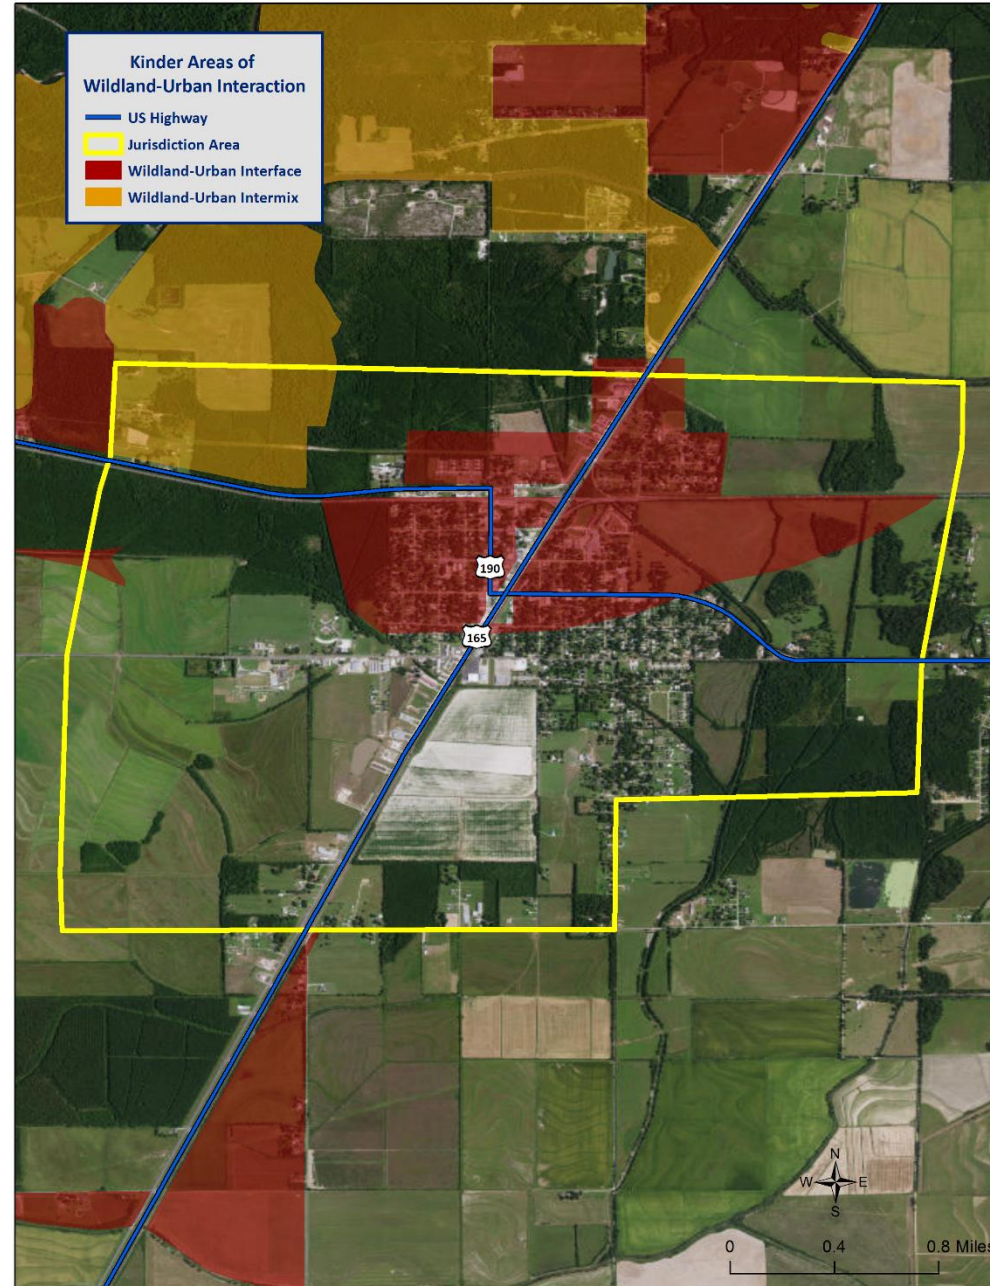 Kinder Areas of
Wildland-Urban Interaction
US Highway
Jurisdiction Area
Wildland-Urban Interface
Wildland-Urban Intermix
190
165
N
W E
S
0 0.4 0.8 Miles